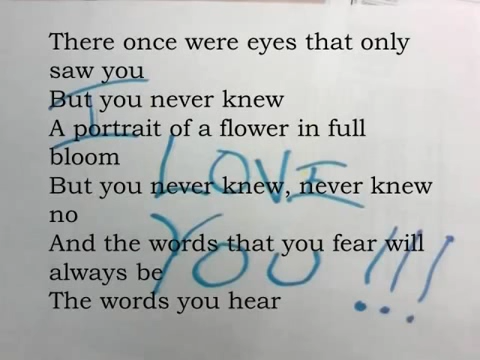 There once were eyes that only
saw you
But you never knew
A portrait of a flower in full
bloom
But you never knew, never knew
no
And the words that you fear will
always be
The words you hear
I
LOVE
YOU !!!